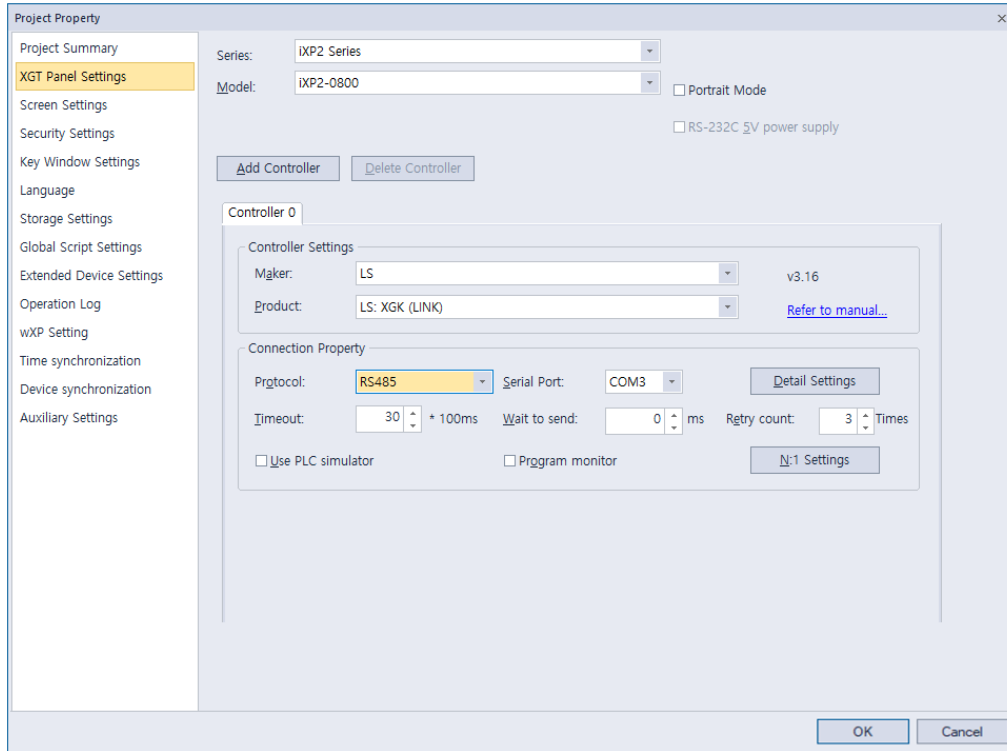 Project Property
Project Summary
XGT Panel Settings
Screen Settings
Security Settings
Key Window Settings
Language
Storage Settings
Global Script Settings
Extended Device Settings
Operation Log
wXP Setting
Time synchronization
Device synchronization
Auxiliary Settings
Series: iXP2 Series
Model: iXP2-0800
Portrait Mode
RS-232C 5V power supply
Add Controller Delete Controller
Controller 0
Controller Settings
Maker: LS v3.16
Product: LS: XGK (LINK) Refer to manual...
Connection Property
Protocol: RS485 Serial Port: COM3 Detail Settings
Timeout: 30 * 100ms Wait to send: 0 ms Retry count: 3 Times
Use PLC simulator Program monitor N:1 Settings
OK Cancel